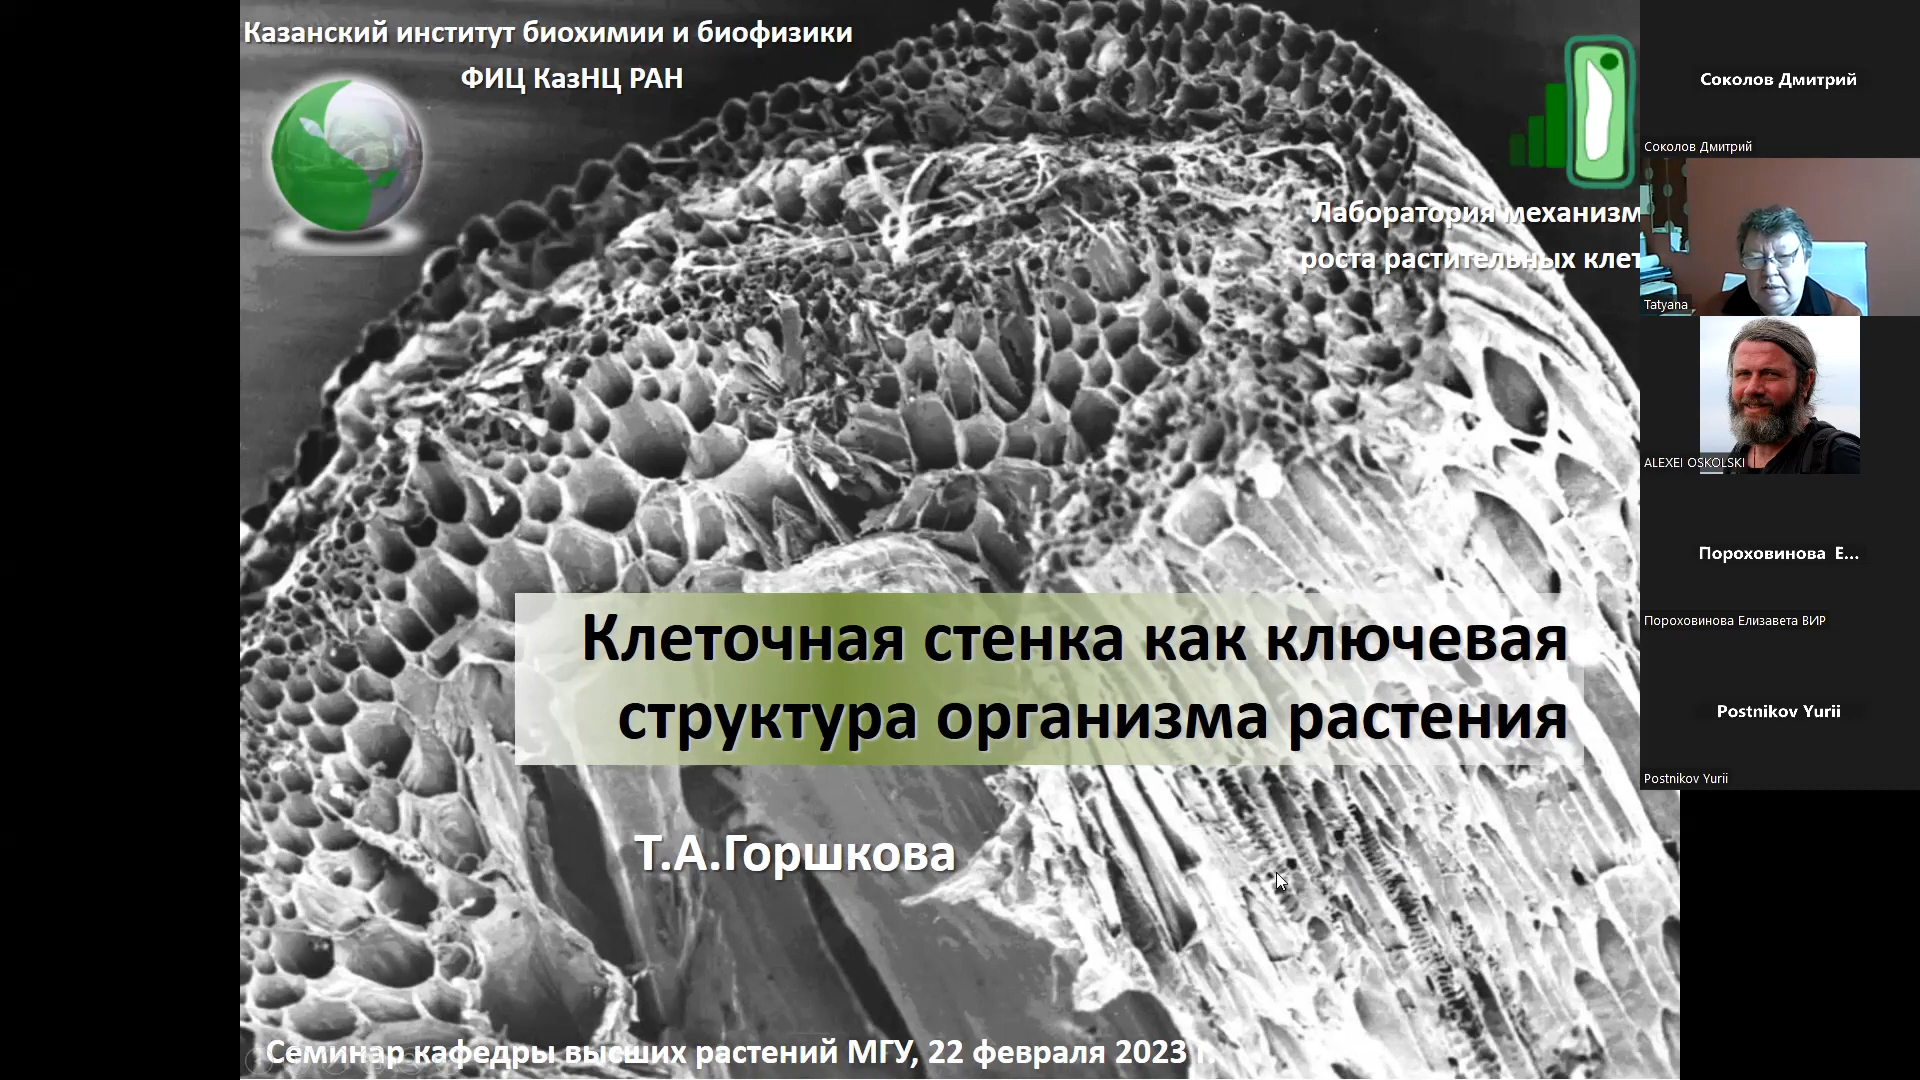 Казанский институт биохимии и биофизики
ФИЦ КазНЦ РАН
Лаборатория механизм
роста растительных клет
Клеточная стенка как ключевая
структура организма растения
Т.А.Горшкова
Семинар кафедры высших растений МГУ, 22 февраля 2023 г.
Соколов Дмитрий
Соколов Дмитрий
Tatyana
ALEXEI OSKOLSKI
Пороховинова Е...
Пороховинова Елизавета ВИР
Postnikov Yurii
Postnikov Yurii